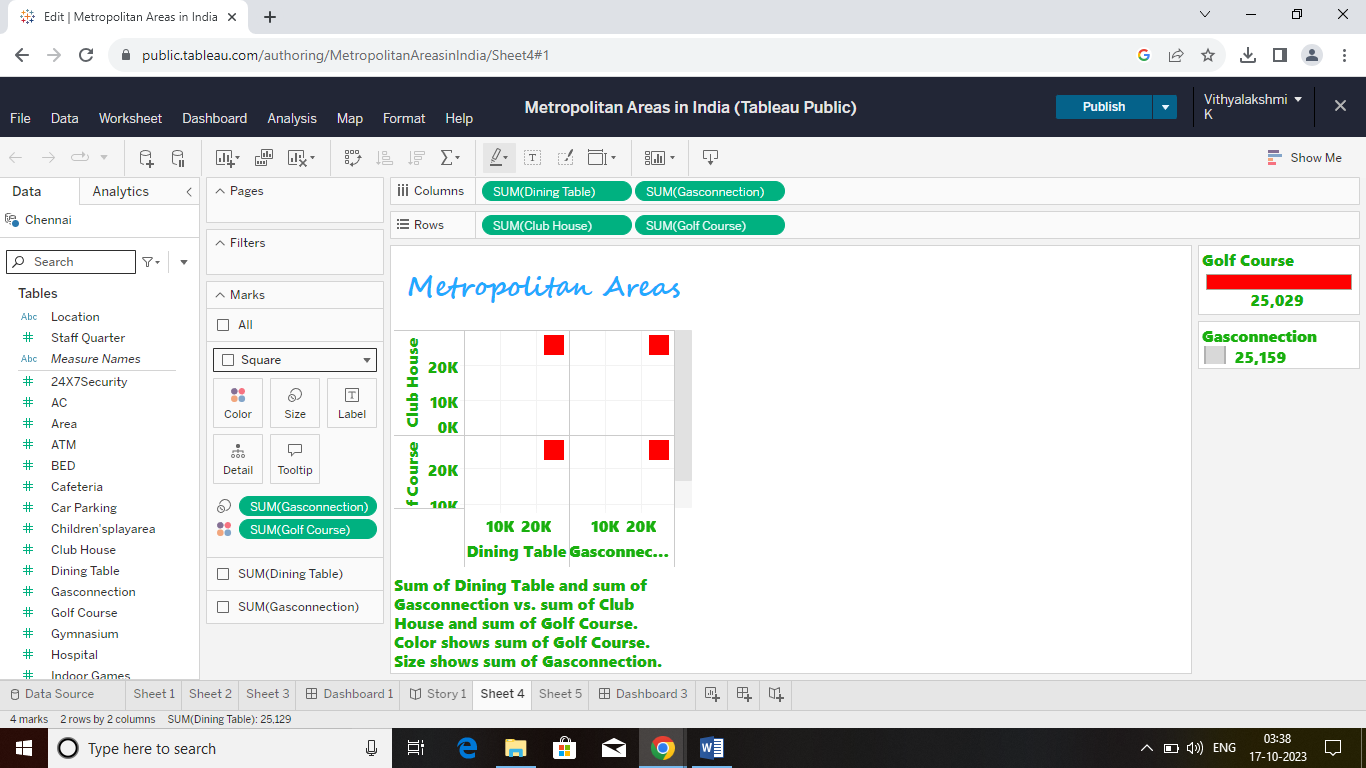 Edit | Metropolitan Areas in India
public.tableau.com/authoring/MetropolitanAreasinIndia/Sheet4#1
Metropolitan Areas in India (Tableau Public)
Publish
Vithyalakshmi
K
File Data Worksheet Dashboard Analysis Map Format Help
Show Me
Data
Analytics
Chennai
Search
Tables
Abc Location
Staff Quarter
Abc Measure Names
24X7Security
AC
Area
ATM
BED
Cafeteria
Car Parking
Children'splayarea
Club House
Dining Table
Gasconnection
Golf Course
Gymnasium
Hospital
Indoor Games
Pages
Filters
Marks
All
Square
Color Size Label
Detail Tooltip
SUM(Gasconnection)
SUM(Golf Course)
SUM(Dining Table)
SUM(Gasconnection)
Columns SUM(Dining Table) SUM(Gasconnection)
Rows SUM(Club House) SUM(Golf Course)
Metropolitan Areas
Club House
20K
10K
0K
f Course
20K
10K
10K 20K 10K 20K
Dining Table Gasconnec...
Sum of Dining Table and sum of
Gasconnection vs. sum of Club
House and sum of Golf Course.
Color shows sum of Golf Course.
Size shows sum of Gasconnection.
Golf Course
25,029
Gasconnection
25,159
Data Source Sheet 1 Sheet 2 Sheet 3 Dashboard 1 Story 1 Sheet 4 Sheet 5 Dashboard 3
4 marks 2 rows by 2 columns SUM(Dining Table): 25,129
Type here to search
ENG
03:38
17-10-2023